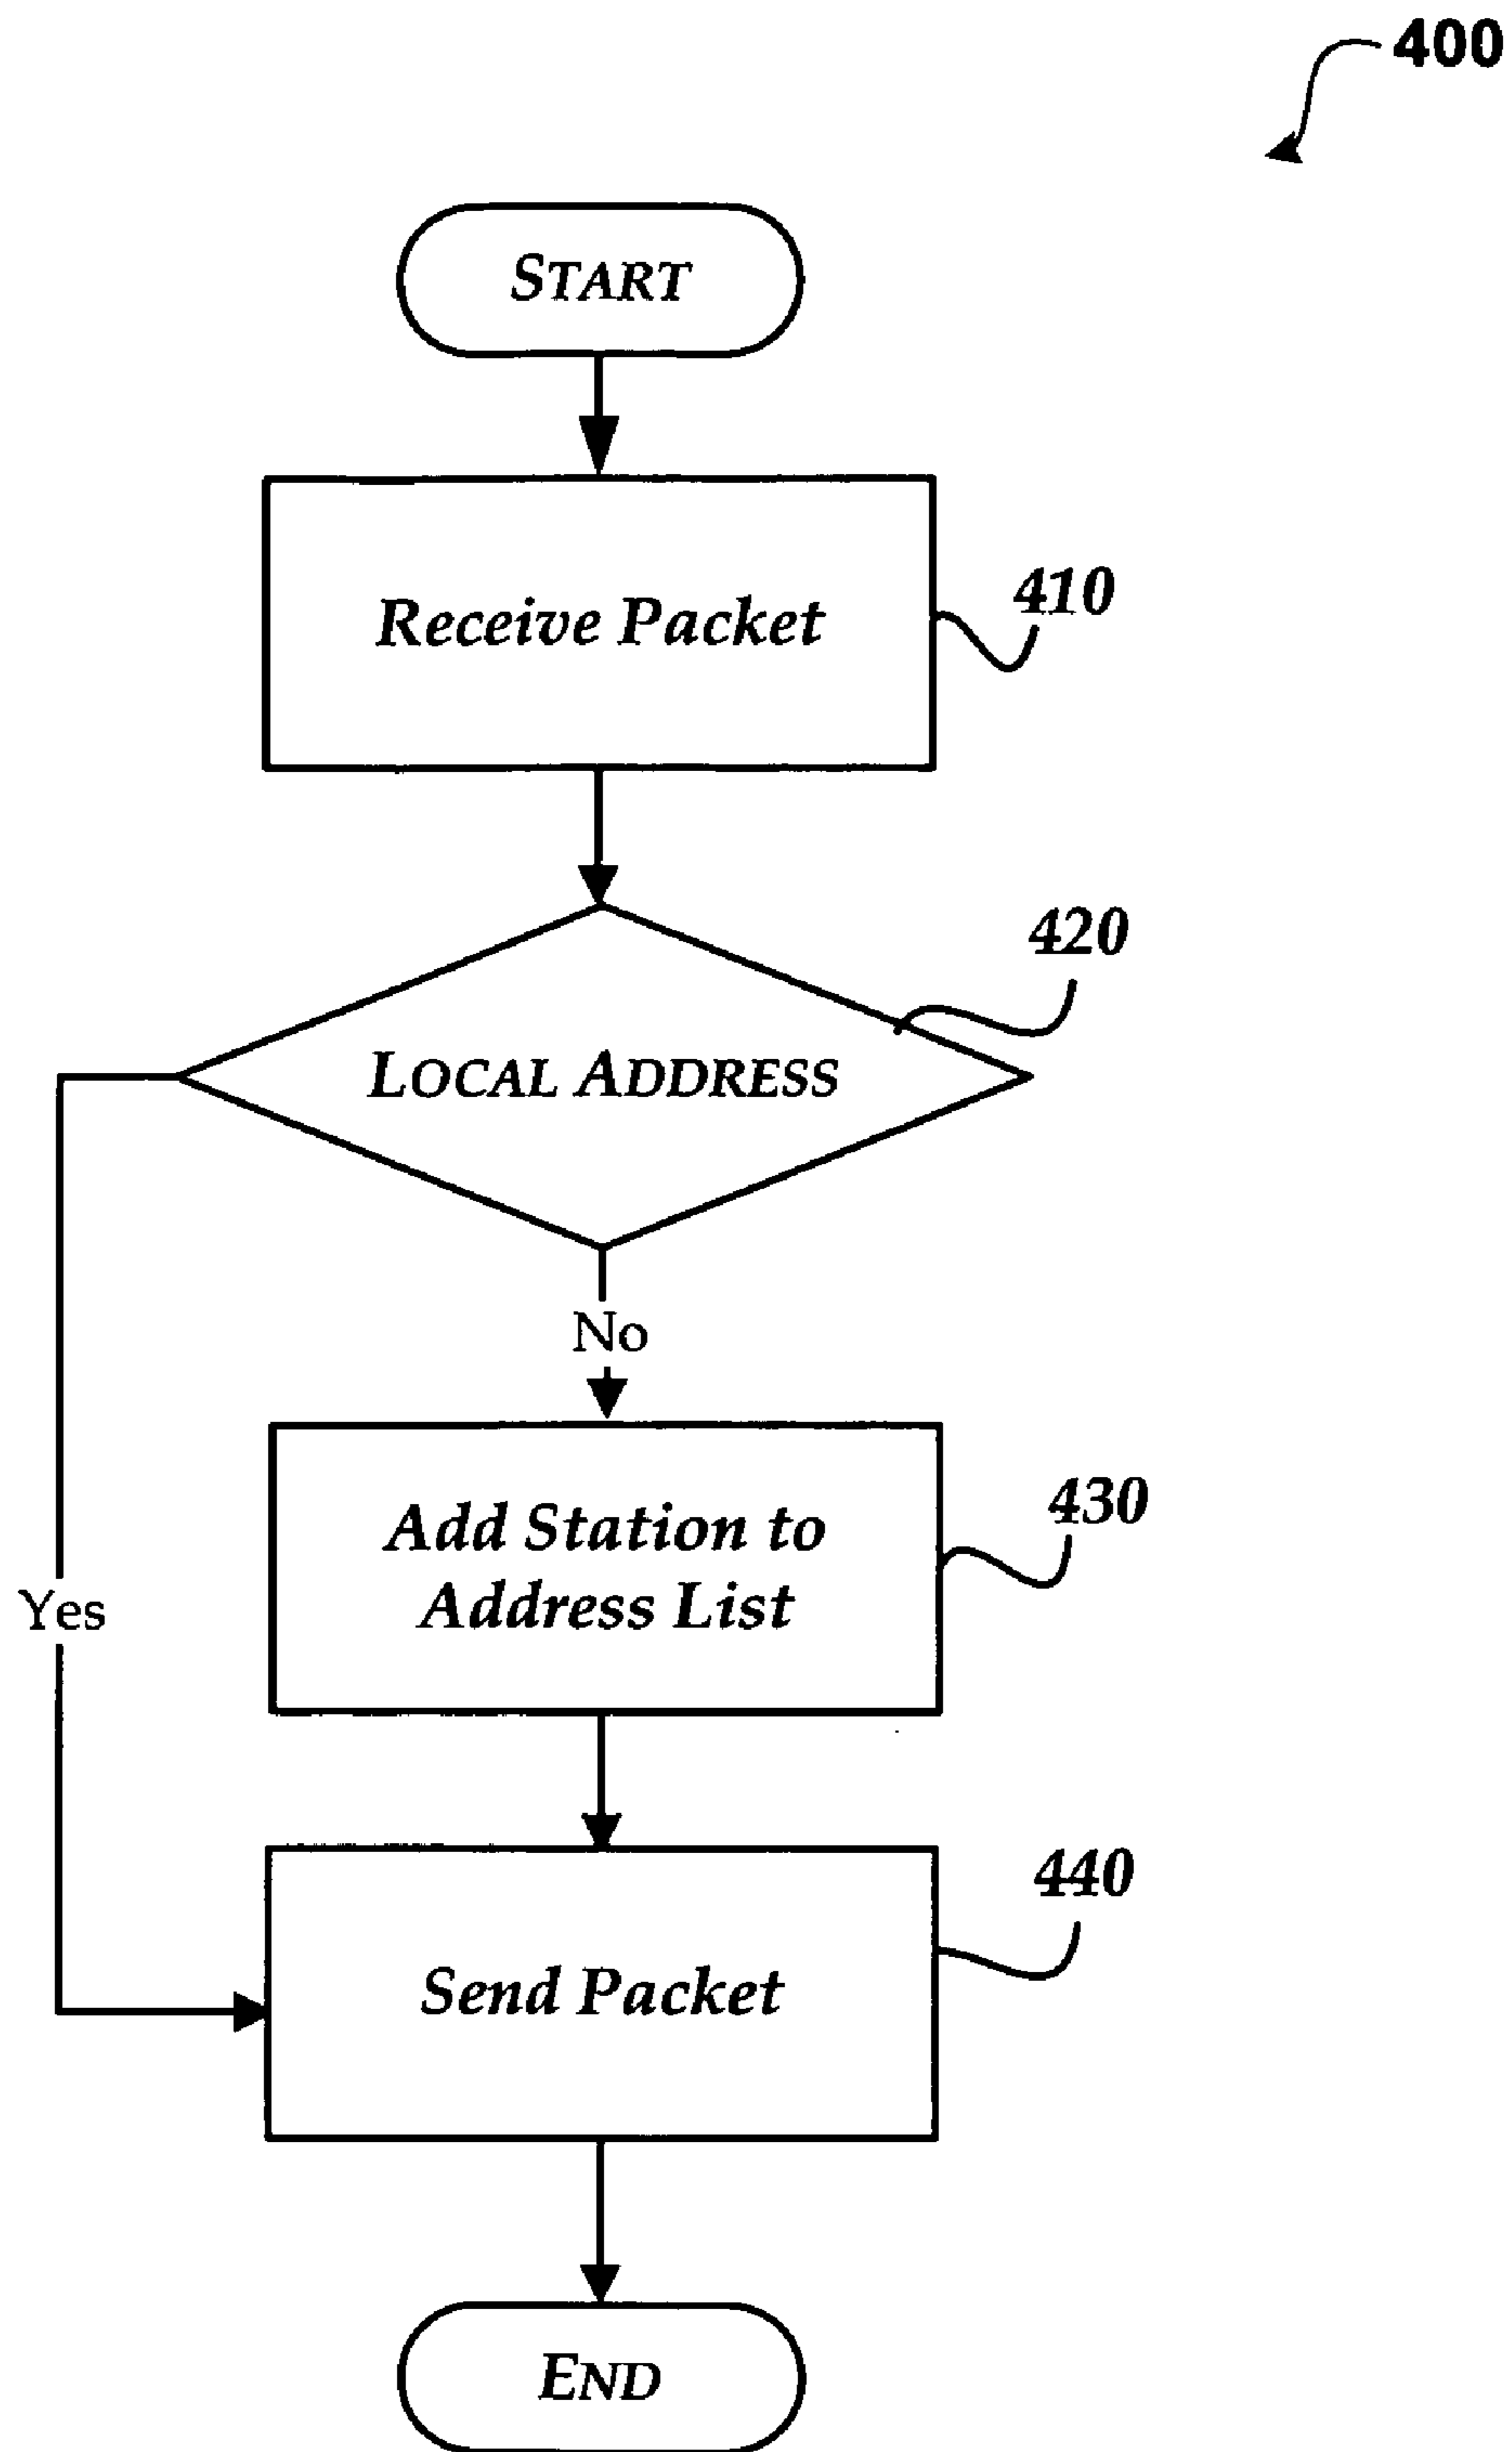 400
START
Receive Packet
410
420
LOCAL ADDRESS
No
Add Station to
Address List
430
Yes
440
Send Packet
END